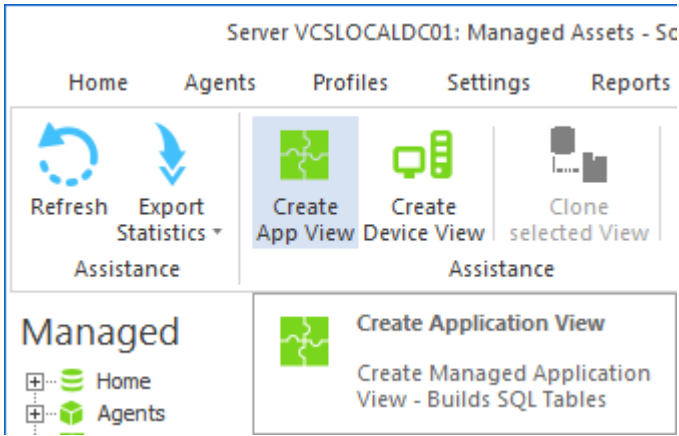 Server VCSLOCALDC01: Managed Assets - So
Home Agents Profiles Settings Reports
Refresh Export Statistics Create App View Create Device View Clone selected View
Assistance Assistance
Managed
Home
Agents
Create Application View
Create Managed Application
View - Builds SQL Tables